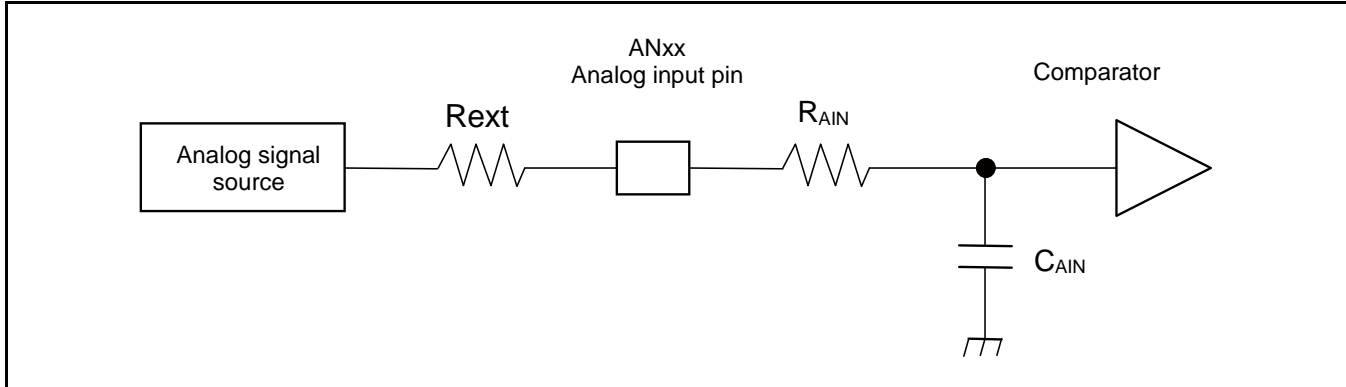 ANxx
Analog input pin
Comparator
Rext
RAIN
Analog signal
source
CAIN